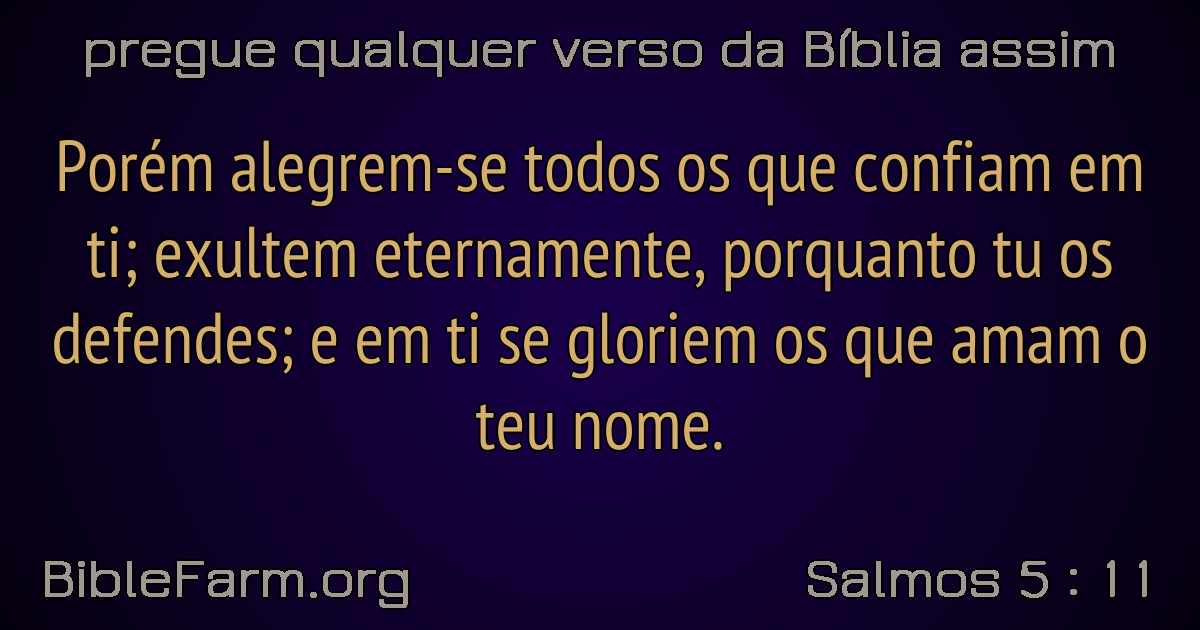 pregue qualquer verso da Bíblia assim
Porém alegrem-se todos os que confiam em
ti; exultem eternamente, porquanto tu os
defendes; e em ti se gloriem os que amam o
teu nome.
BibleFarm.org
Salmos 5 : 11